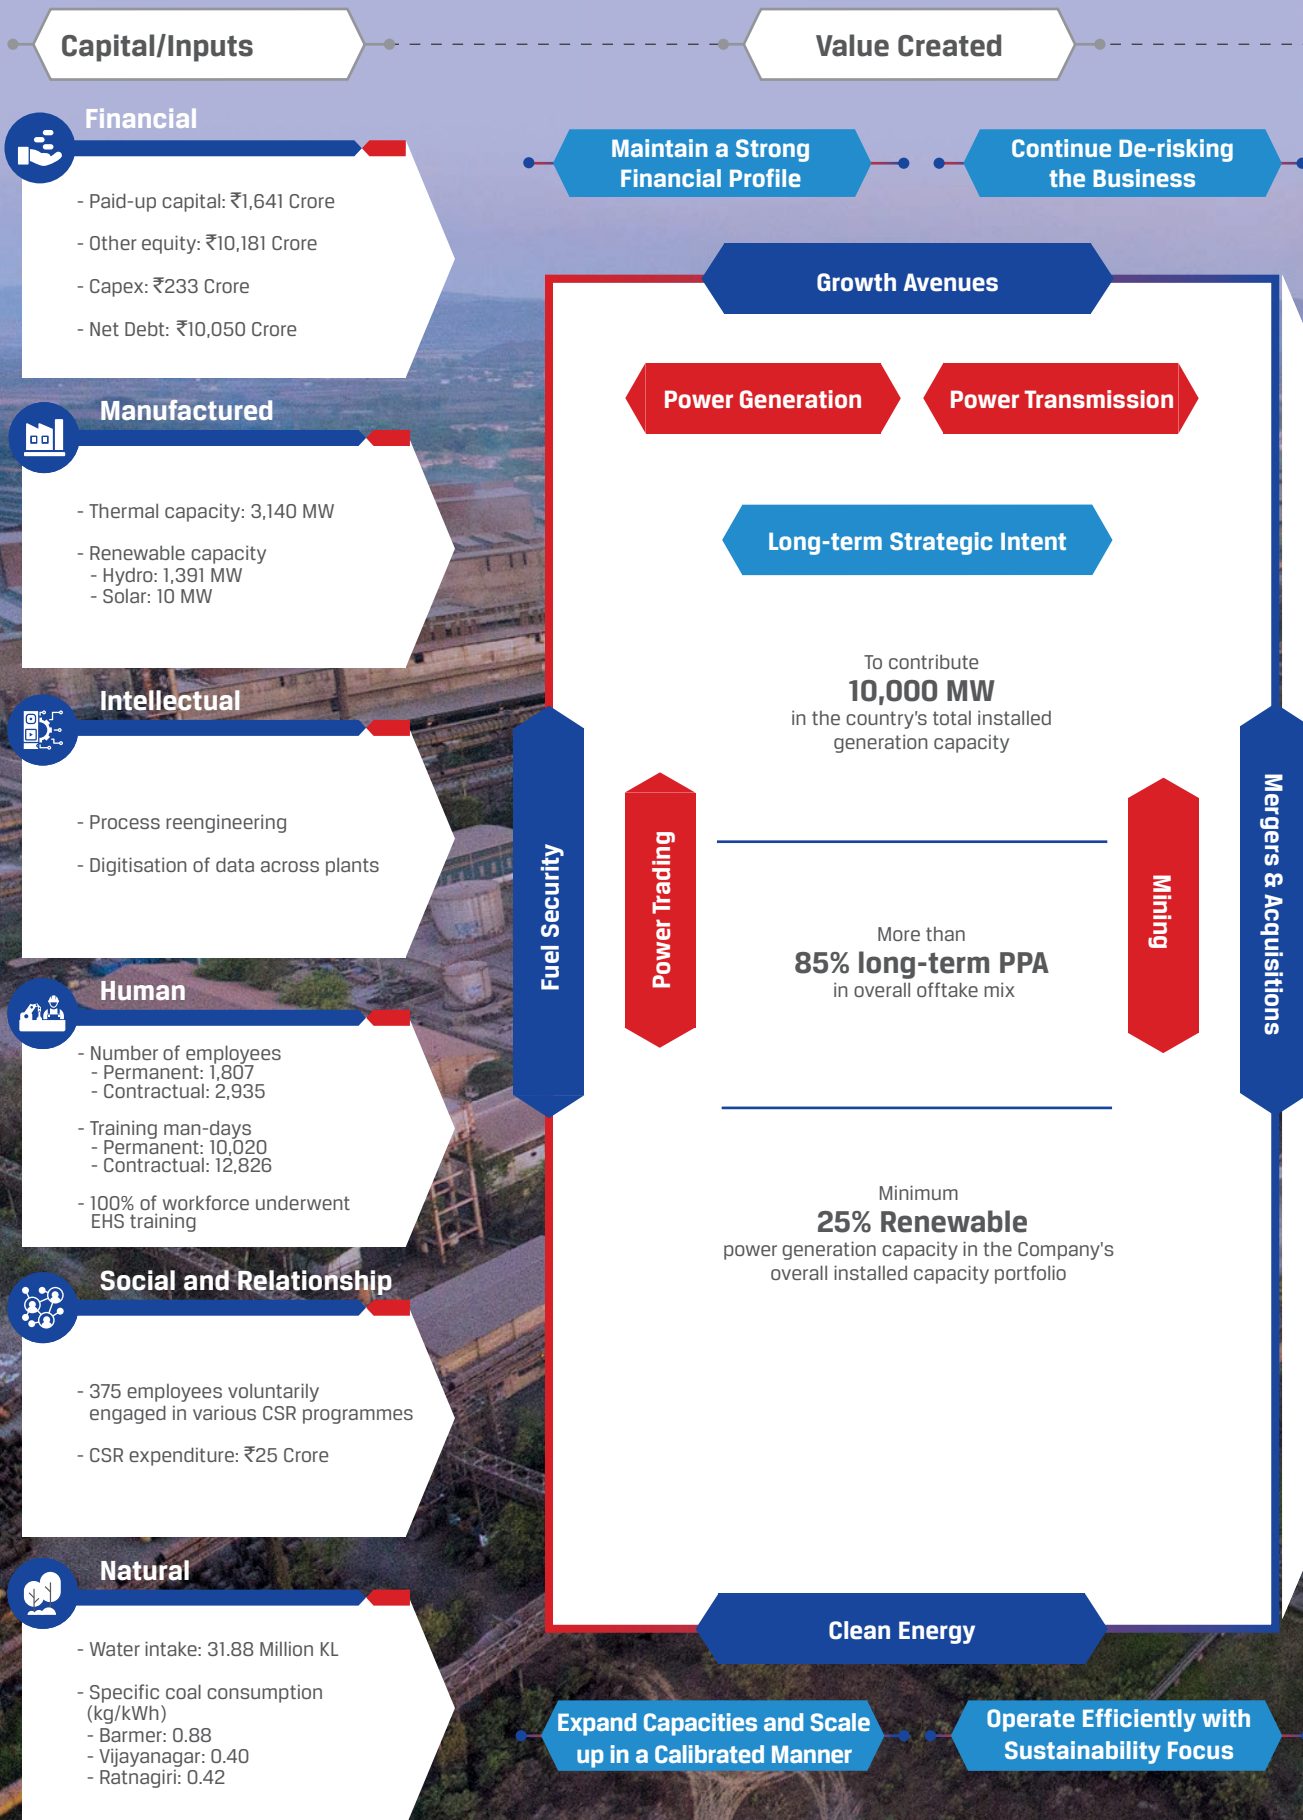 Capital/Inputs
Value Created
Financial
- Paid-up capital: ₹1,641 Crore
- Other equity: ₹10,181 Crore
- Capex: ₹233 Crore
- Net Debt: ₹10,050 Crore
Manufactured
- Thermal capacity: 3,140 MW
- Renewable capacity
- Hydro: 1,391 MW
- Solar: 10 MW
Intellectual
- Process reengineering
- Digitisation of data across plants
Human
- Number of employees
- Permanent: 1,807
- Contractual: 2,935
- Training man-days
- Permanent: 10,020
- Contractual: 12,826
- 100% of workforce underwent
EHS training
Social and Relationship
- 375 employees voluntarily
engaged in various CSR programmes
- CSR expenditure: ₹25 Crore
Natural
- Water intake: 31.88 Million KL
- Specific coal consumption
(kg/kWh)
- Barmer: 0.88
- Vijayanagar: 0.40
- Ratnagiri: 0.42
Maintain a Strong
Financial Profile
Continue De-risking
the Business
Growth Avenues
Power Generation
Power Transmission
Long-term Strategic Intent
To contribute
10,000 MW
in the country's total installed
generation capacity
Fuel Security
Power Trading
More than
85% long-term PPA
in overall offtake mix
Mining
Mergers & Acquisitions
Minimum
25% Renewable
power generation capacity in the Company's
overall installed capacity portfolio
Clean Energy
Expand Capacities and Scale
up in a Calibrated Manner
Operate Efficiently with
Sustainability Focus